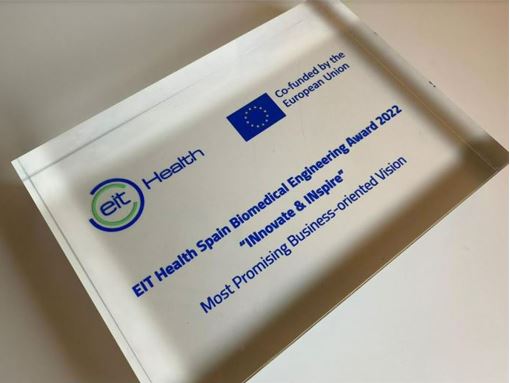 eit Health
Co-funded by the
European Union
EIT Health Spain Biomedical Engineering Award 2022
"INnovate & INspire"
Most Promising Business-oriented Vision